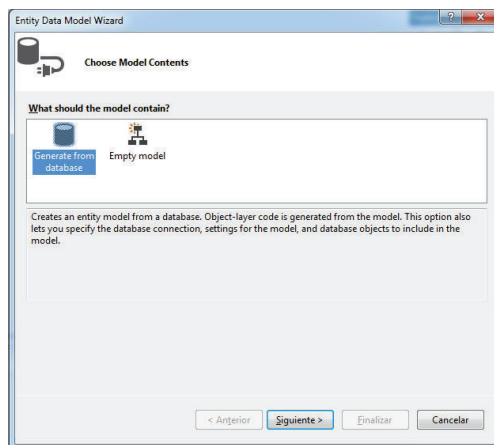 Entity Data Model Wizard
Choose Model Contents
What should the model contain?
Generate from
database
Empty model
Creates an entity model from a database. Object-layer code is generated from the model. This option also
lets you specify the database connection, settings for the model, and database objects to include in the
model.
< Anterior
Siguiente >
Finalizar
Cancelar